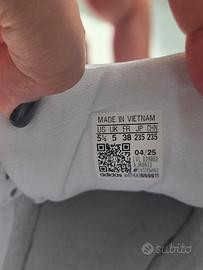 MADE IN VIETNAM
US UK FR JP CHN
5½ 5 38 235 235
04/25
adidas
subito